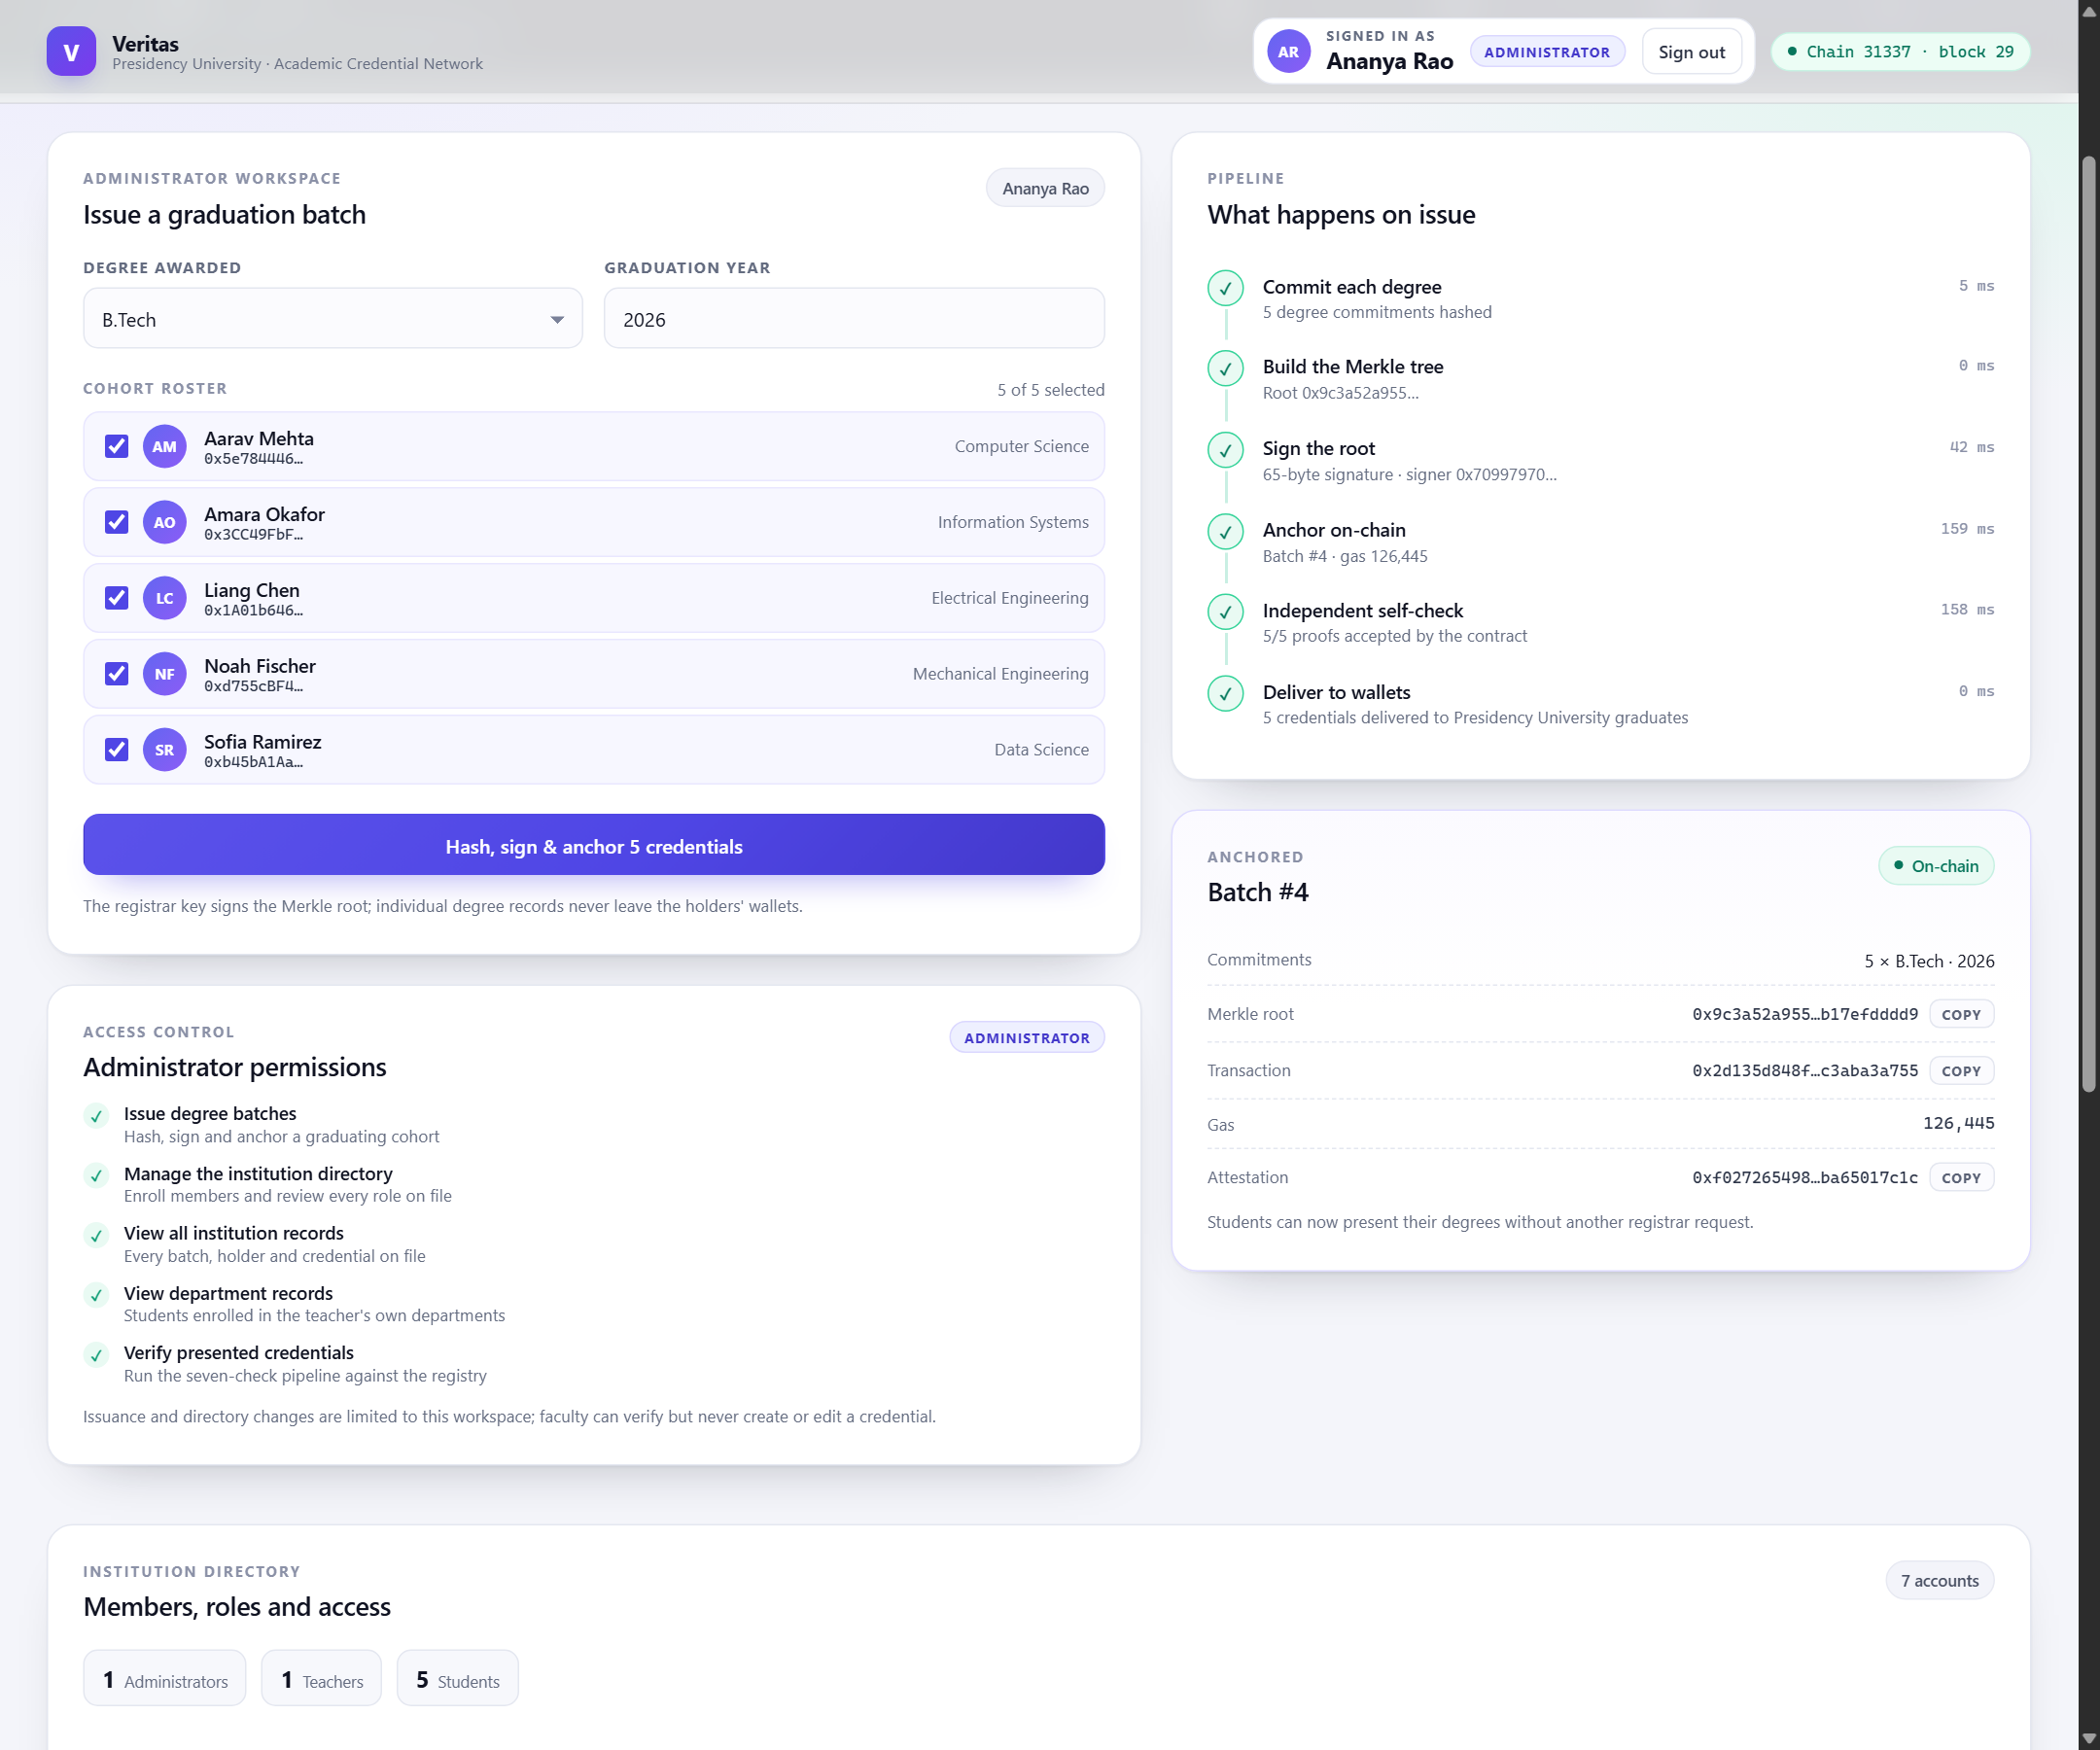 V
Veritas
Presidency University · Academic Credential Network
AR
SIGNED IN AS
Ananya Rao
ADMINISTRATOR
Sign out
Chain 31337 · block 29
ADMINISTRATOR WORKSPACE
Issue a graduation batch
Ananya Rao
DEGREE AWARDED
B.Tech
GRADUATION YEAR
2026
COHORT ROSTER
5 of 5 selected
AM
Aarav Mehta
0x5e784446…
Computer Science
AO
Amara Okafor
0x3CC49FbF…
Information Systems
LC
Liang Chen
0x1A01b646…
Electrical Engineering
NF
Noah Fischer
0xd755cBF4…
Mechanical Engineering
SR
Sofia Ramirez
0xb45bA1Aa…
Data Science
Hash, sign & anchor 5 credentials
The registrar key signs the Merkle root; individual degree records never leave the holders' wallets.
ACCESS CONTROL
Administrator permissions
ADMINISTRATOR
Issue degree batches
Hash, sign and anchor a graduating cohort
Manage the institution directory
Enroll members and review every role on file
View all institution records
Every batch, holder and credential on file
View department records
Students enrolled in the teacher's own departments
Verify presented credentials
Run the seven-check pipeline against the registry
Issuance and directory changes are limited to this workspace; faculty can verify but never create or edit a credential.
PIPELINE
What happens on issue
Commit each degree
5 ms
5 degree commitments hashed
Build the Merkle tree
0 ms
Root 0x9c3a52a955…
Sign the root
42 ms
65-byte signature · signer 0x70997970…
Anchor on-chain
159 ms
Batch #4 · gas 126,445
Independent self-check
158 ms
5/5 proofs accepted by the contract
Deliver to wallets
0 ms
5 credentials delivered to Presidency University graduates
ANCHORED
Batch #4
On-chain
Commitments
5 × B.Tech · 2026
Merkle root
0x9c3a52a955…b17efdddd9
COPY
Transaction
0x2d135d848f…c3aba3a755
COPY
Gas
126,445
Attestation
0xf027265498…ba65017c1c
COPY
Students can now present their degrees without another registrar request.
INSTITUTION DIRECTORY
Members, roles and access
7 accounts
1 Administrators
1 Teachers
5 Students